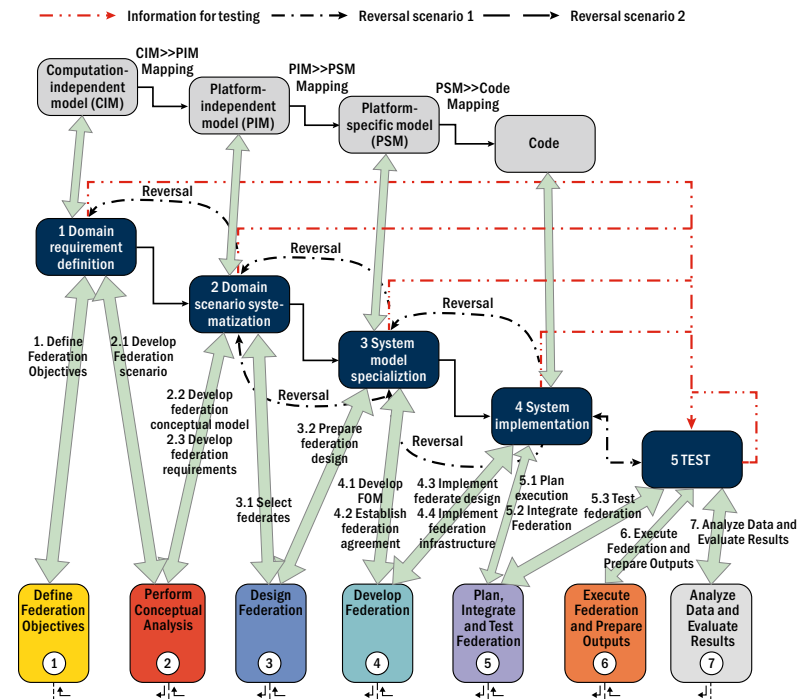 Information for testing
Reversal scenario 1
Reversal scenario 2
CIM>>PIM
Mapping
PIM>>PSM
Mapping
PSM>>Code
Mapping
Computation-
independent
model (CIM)
Platform-
independent
model (PIM)
Platform-
specific model
(PSM)
Code
Reversal
1 Domain
requirement
definition
Reversal
2 Domain
scenario syste-
matization
Reversal
3 System
model
specializtion
Reversal
4 System
implementation
Reversal
5 TEST
1. Define
Federation
Objectives
2.1 Develop
Federation
scenario
2.2 Develop
federation
conceptual model
2.3 Develop
federation
requirements
3.1 Select
federates
3.2 Prepare
federation
design
4.1 Develop
FOM
4.2 Establish
federation
agreement
4.3 Implement
federate design
4.4 Implement
federation
infrastructure
5.1 Plan
execution
5.2 Integrate
Federation
5.3 Test
federation
6. Execute
Federation and
Prepare Outputs
7. Analyze Data and
Evaluate Results
Define
Federation
Objectives
1
Perform
Conceptual
Analysis
2
Design
Federation
3
Develop
Federation
4
Plan,
Integrate
and Test
Federation
5
Execute
Federation
and Prepare
Outputs
6
Analyze
Data and
Evaluate
Results
7